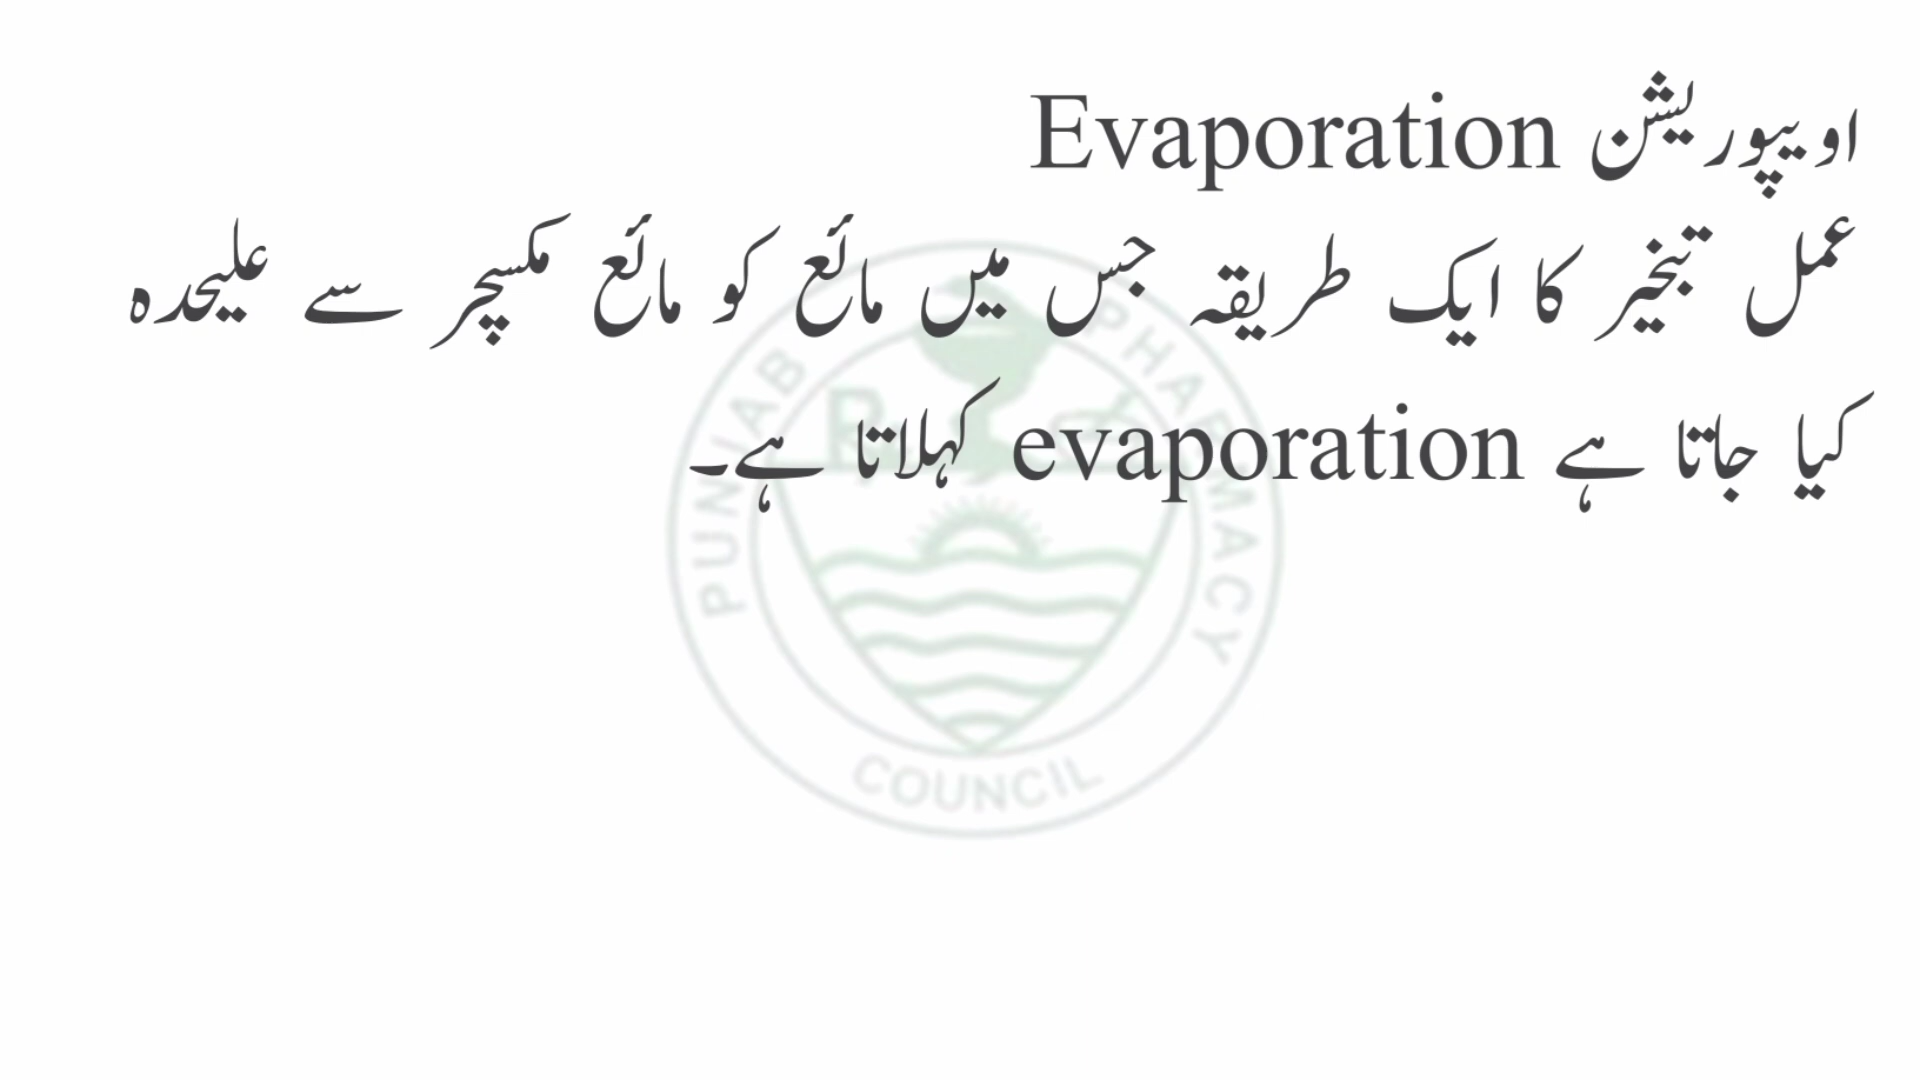 اویپوریشن Evaporation
عمل تبخیر کا ایک طریقہ جس میں مائع کو مائع مکسچر سے علیحدہ
کیا جاتا ہے evaporation کہلاتا ہے۔
PUNJAB PHARMACY
COUNCIL